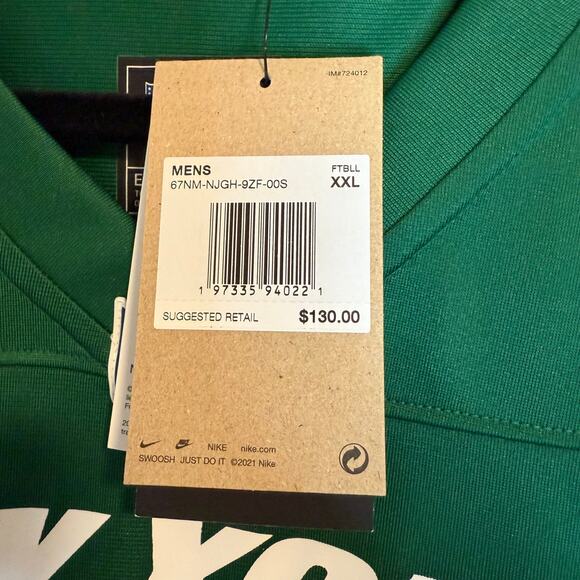 IM#724012
MENS FTBLL
67NM-NJGH-9ZF-00S XXL
1 97335 94022 1
SUGGESTED RETAIL $130.00
NIKE nike.com
SWOOSH JUST DO IT ©2021 Nike